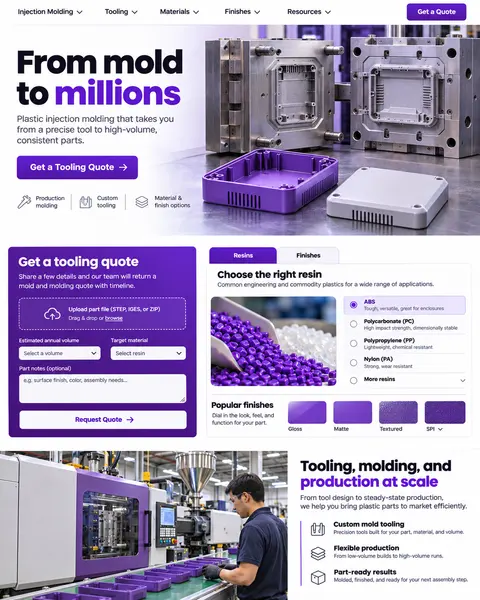 Injection Molding
Tooling
Materials
Finishes
Resources
Get a Quote
From mold
to millions
Plastic injection molding that takes you
from a precise tool to high-volume,
consistent parts.
Get a Tooling Quote →
Production
molding
Custom
tooling
Material &
finish options
Get a tooling quote
Share a few details and our team will return a
mold and molding quote with timeline.
Upload part file (STEP, IGES, or ZIP)
Drag & drop or browse
Estimated annual volume
Target material
Select a volume
Select resin
Part notes (optional)
e.g. surface finish, color, assembly needs...
Request Quote →
Resins
Finishes
Choose the right resin
Common engineering and commodity plastics for a wide range of applications.
ABS
Tough, versatile, great for enclosures
Polycarbonate (PC)
High impact strength, dimensionally stable
Polypropylene (PP)
Lightweight, chemical resistant
Nylon (PA)
Strong, wear resistant
More resins
Popular finishes
Dial in the look, feel, and
function for your part.
Gloss
Matte
Textured
SPI
Tooling, molding, and
production at scale
From tool design to steady-state production,
we help you bring plastic parts to market efficiently.
Custom mold tooling
Precision tools built for your part, material, and volume.
Flexible production
From low-volume builds to high-volume runs.
Part-ready results
Molded, finished, and ready for your next assembly step.